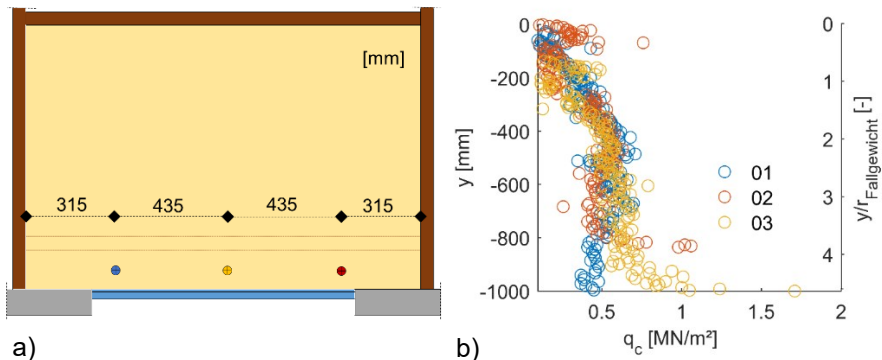 [mm]
315 435 435 315
a)
0
-200
-400
-600
-800
-1000
y [mm]
0.5 1 1.5 2
q_c [MN/m²]
01
02
03
0
1
2
3
4
y/r_Fallgewicht [-]
b)